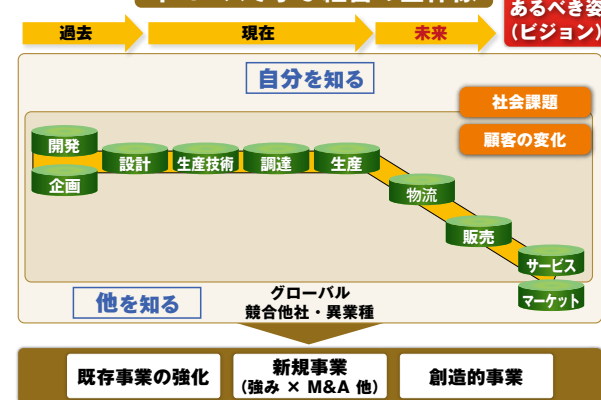 あるべき姿
(ビジョン)
過去
現在
未来
自分を知る
社会課題
顧客の変化
開発
企画
設計
生産技術
調達
生産
物流
販売
サービス
マーケット
他を知る
グローバル
競合他社・異業種
既存事業の強化
新規事業
(強み × M&A 他)
創造的事業